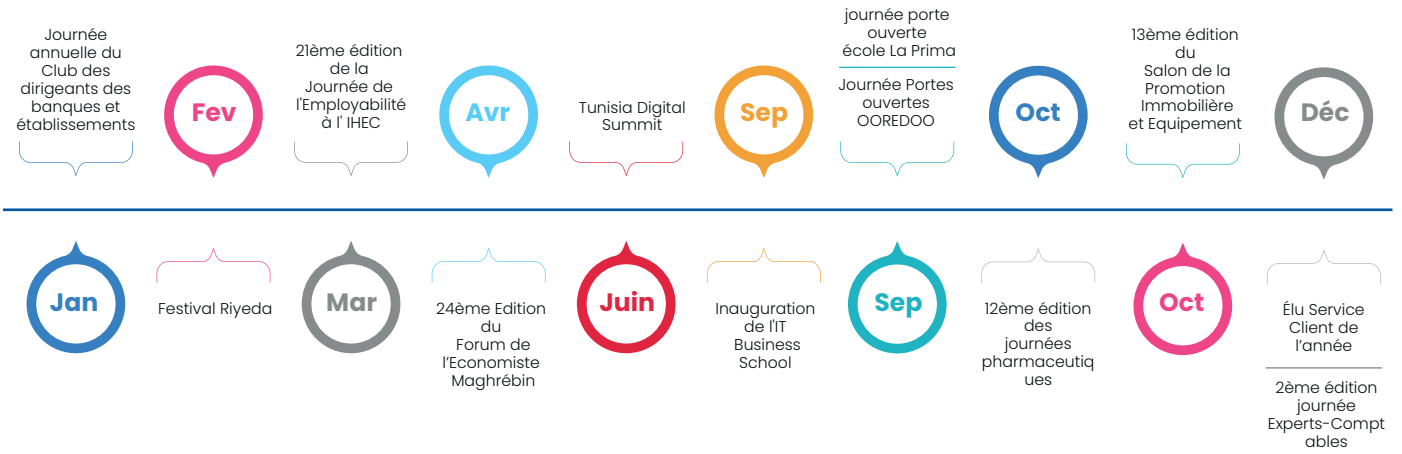 Journée
annuelle du
Club des
dirigeants des
banques et
établissements
Fev
21ème édition
de la
Journée de
l'Employabilité
à l' IHEC
Avr
Tunisia Digital
Summit
Sep
journée porte
ouverte
école La Prima
Journée Portes
ouvertes
OOREDOO
Oct
13ème édition
du
Salon de la
Promotion
Immobilière
et Equipement
Déc
Jan
Festival Riyeda
Mar
24ème Edition
du
Forum de
l’Economiste
Maghrébin
Juin
Inauguration
de l'IT
Business
School
Sep
12ème édition
des
journées
pharmaceutiq
ues
Oct
Élu Service
Client de
l’année
2ème édition
journée
Experts-Compt
ables